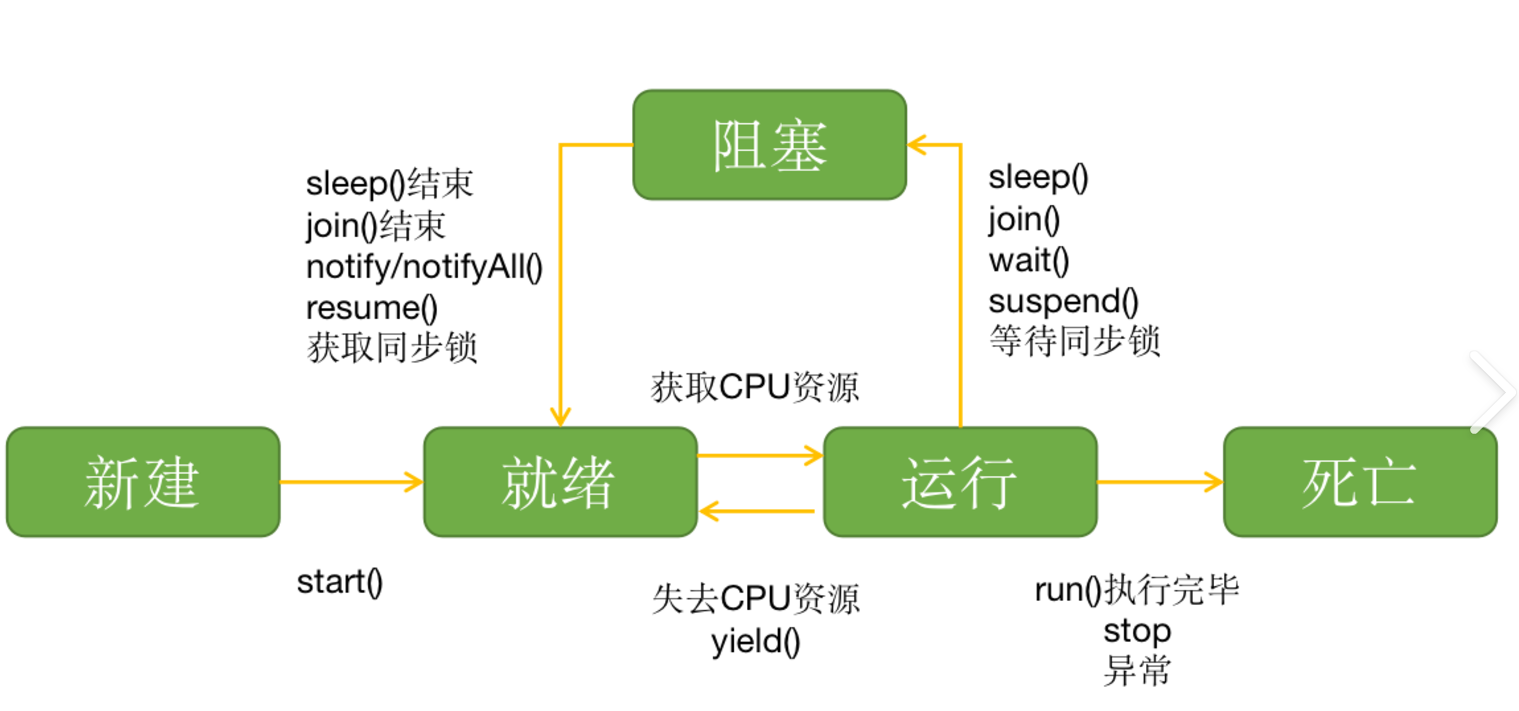 阻塞
sleep()结束
join()结束
notify/notifyAll()
resume()
获取同步锁
sleep()
join()
wait()
suspend()
等待同步锁
获取CPU资源
新建
就绪
运行
死亡
start()
失去CPU资源
yield()
run()执行完毕
stop
异常